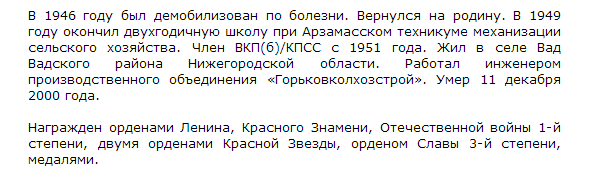 В 1946 году был демобилизован по болезни. Вернулся на родину. В 1949
году окончил двухгодичную школу при Арзамасском техникуме механизации
сельского хозяйства. Член ВКП(б)/КПСС с 1951 года. Жил в селе Вад
Вадского района Нижегородской области. Работал инженером
производственного объединения «Горьковколхозстрой». Умер 11 декабря
2000 года.
Награжден орденами Ленина, Красного Знамени, Отечественной войны 1-й
степени, двумя орденами Красной Звезды, орденом Славы 3-й степени,
медалями.